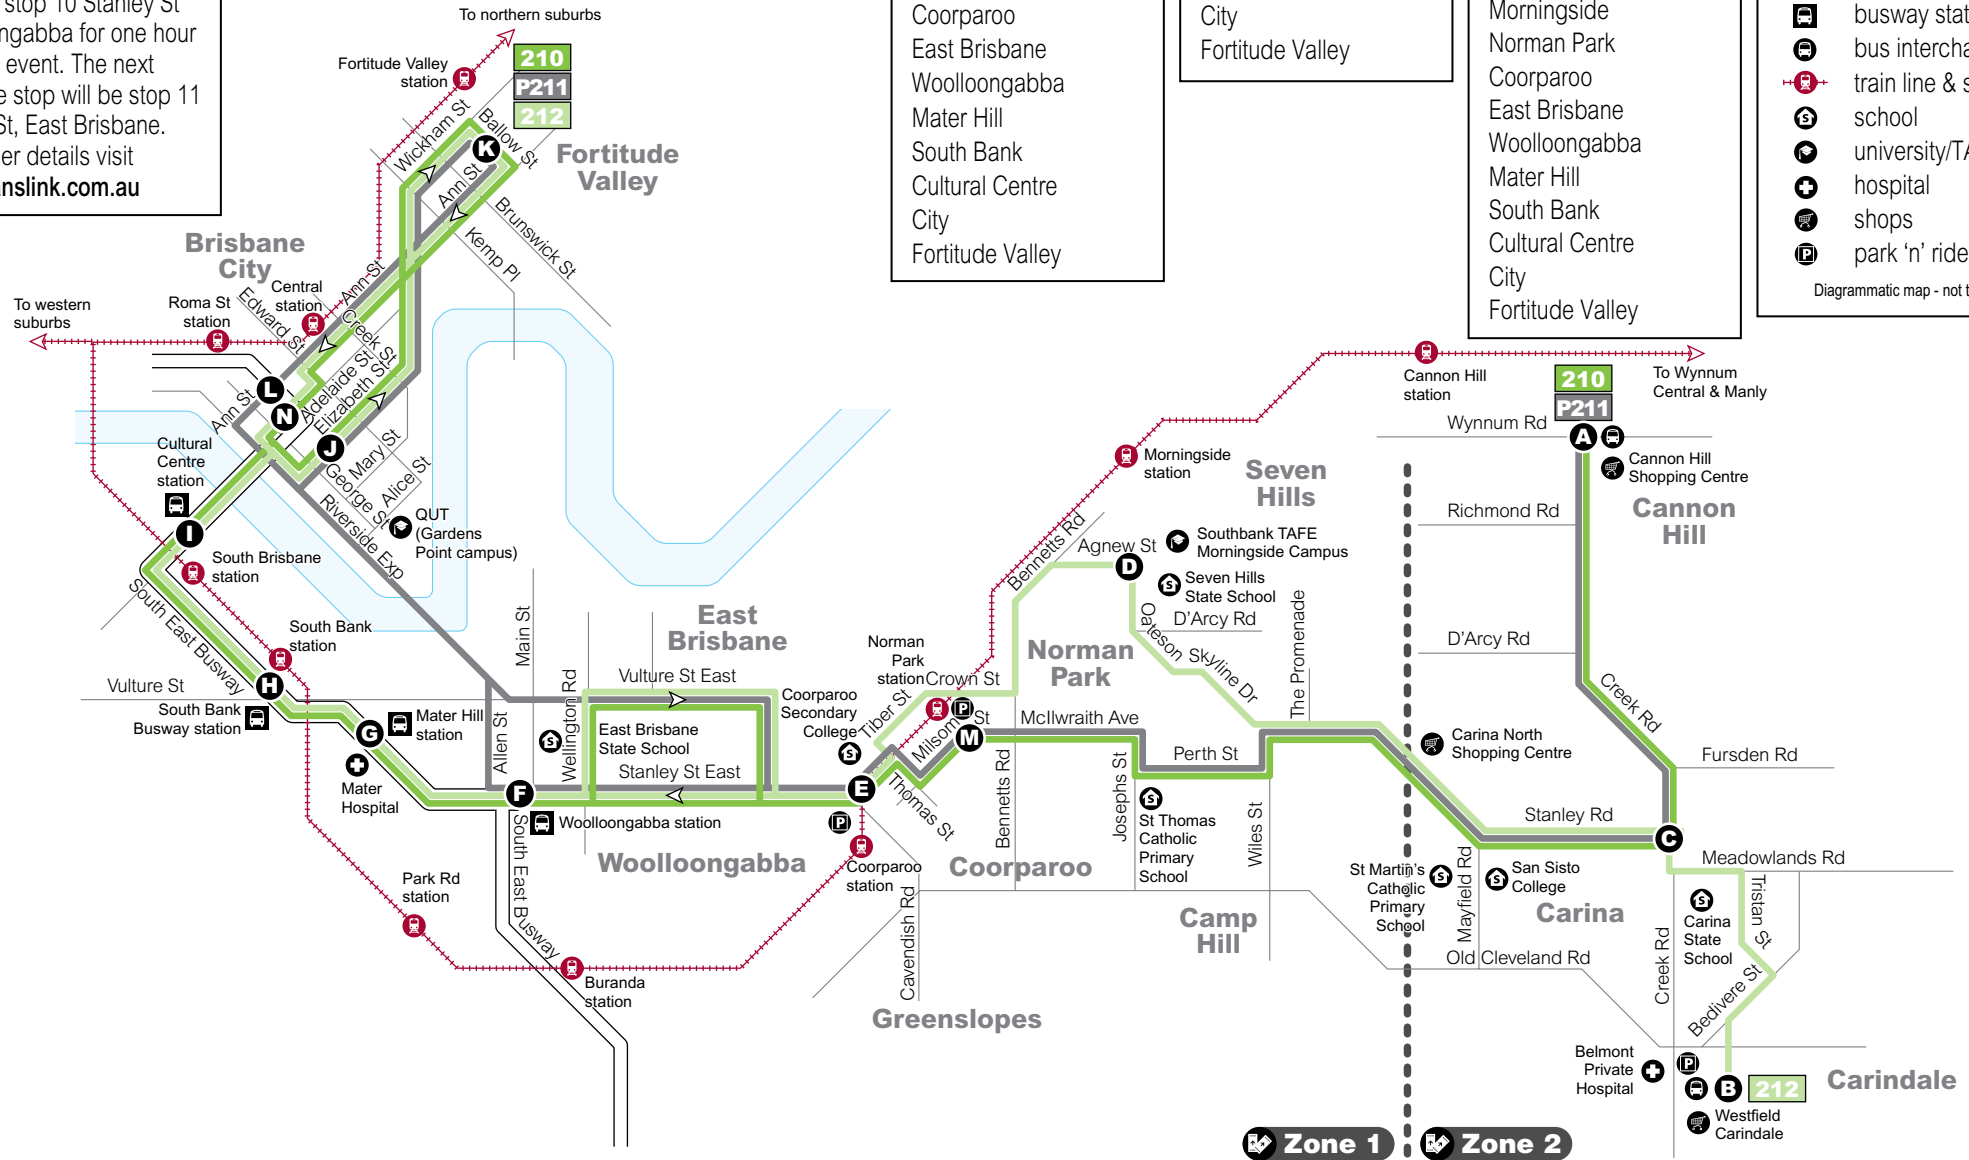 stop 10 Stanley St
for one hour
event. The next
stop will be stop 11
St, East Brisbane.
details visit
Coorparoo
East Brisbane
Woolloongabba
Mater Hill
South Bank
Cultural Centre
City
Fortitude Valley
City
Fortitude Valley
Morningside
Norman Park
Coorparoo
East Brisbane
Woolloongabba
Mater Hill
South Bank
Cultural Centre
City
Fortitude Valley
busway
bus
train line &
school
hospital
shops
park ‘n’ ride
Diagrammatic map - not
To northern suburbs
Fortitude Valley
station
210
P211
212
Fortitude
Valley
Wickham St
Ballow St
K
Ann St
Brunswick St
Kemp Pl
Brisbane
City
Central
station
Roma St
station
To western
suburbs
Edward St
Ann St
Creek St
Adelaide St
Elizabeth St
L
N
J
Ann St
Cultural
Centre
station
I
Mary St
George St
Alice St
Riverside Exp
QUT
(Gardens
Point campus)
South Brisbane
station
South East Busway
South Bank
station
H
Vulture St
South Bank
Busway station
G
Mater Hill
station
Mater
Hospital
Main St
Allen St
Wellington Rd
F
Woolloongabba station
South East Busway
East
Brisbane
Vulture St East
East Brisbane
State School
Stanley St East
Woolloongabba
Park Rd
station
Buranda
station
Coorparoo
Secondary
College
Norman
Park
station
Crown St
Tiber St
Milsom St
M
E
P
P
Thomas St
Coorparoo
station
Cavendish Rd
Greenslopes
Coorparoo
Bennetts Rd
Bennetts Rd
Norman
Park
McIlwraith Ave
Morningside
station
Seven
Hills
Agnew St
D
Southbank TAFE
Morningside Campus
Seven Hills
State School
D’Arcy Rd
Oateson Skyline Dr
The Promenade
Perth St
Josephs St
St Thomas
Catholic
Primary
School
Wiles St
Camp
Hill
Cannon Hill
station
To Wynnum
Central & Manly
210
P211
Wynnum Rd
A
Cannon Hill
Shopping Centre
Richmond Rd
Cannon
Hill
D’Arcy Rd
Creek Rd
Carina North
Shopping Centre
Fursden Rd
Stanley Rd
C
Meadowlands Rd
St Martin’s
Catholic
Primary
School
Mayfield Rd
San Sisto
College
Carina
Carina
State
School
Tristan St
Old Cleveland Rd
Creek Rd
Bedivere St
Belmont
Private
Hospital
P
B
212
Carindale
Westfield
Carindale
Zone 1
Zone 2